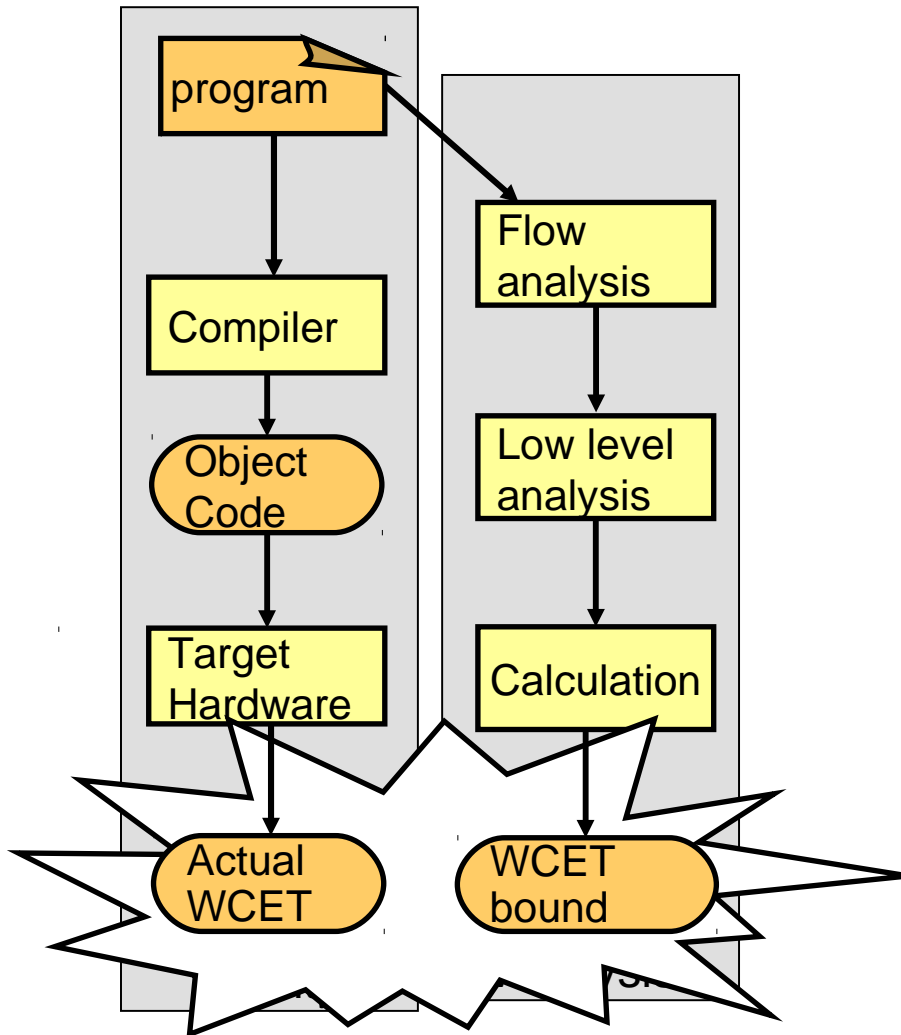 program
Flow
analysis
Compiler
Low level
analysis
Object
Code
Target
Hardware
Calculation
Actual
WCET
WCET
bound